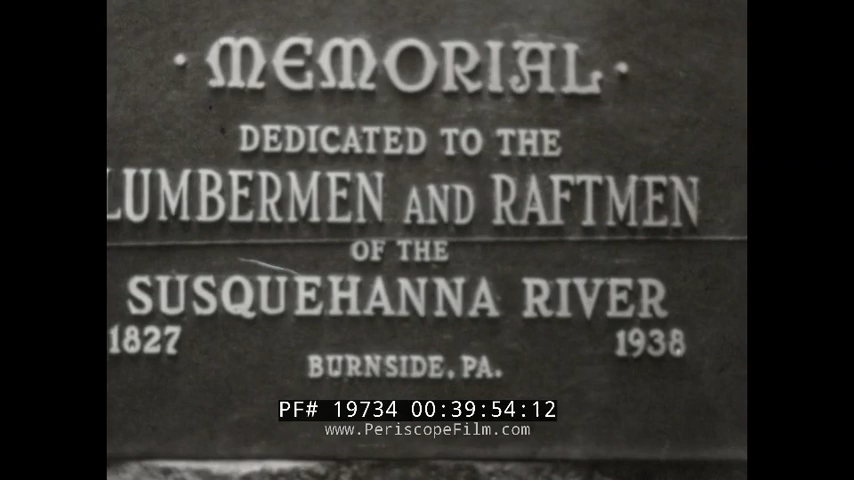 · MEMORIAL ·
DEDICATED TO THE
LUMBERMEN AND RAFTMEN
OF THE
SUSQUEHANNA RIVER
1827 1938
BURNSIDE, PA.
PF# 19734 00:39:54:12
www.PeriscopeFilm.com